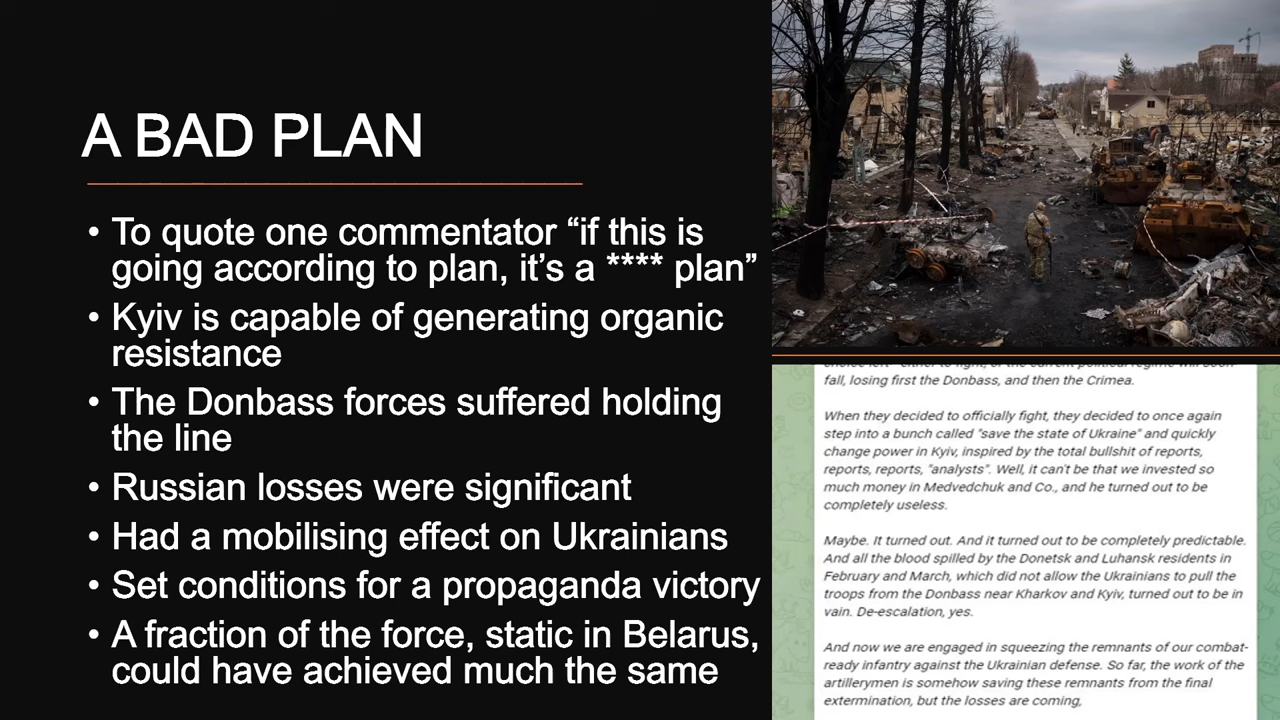 A BAD PLAN
• To quote one commentator “if this is
going according to plan, it’s a **** plan”
• Kyiv is capable of generating organic
resistance
• The Donbass forces suffered holding
the line
• Russian losses were significant
• Had a mobilising effect on Ukrainians
• Set conditions for a propaganda victory
• A fraction of the force, static in Belarus,
could have achieved much the same
fall, losing first the Donbass, and then the Crimea.
When they decided to officially fight, they decided to once again
step into a bunch called "save the state of Ukraine" and quickly
change power in Kyiv, inspired by the total bullshit of reports,
reports, reports, "analysts". Well, it can't be that we invested so
much money in Medvedchuk and Co., and he turned out to be
completely useless.
Maybe. It turned out. And it turned out to be completely predictable.
And all the blood spilled by the Donetsk and Luhansk residents in
February and March, which did not allow the Ukrainians to pull the
troops from the Donbass near Kharkov and Kyiv, turned out to be in
vain. De-escalation, yes.
And now we are engaged in squeezing the remnants of our combat-
ready infantry against the Ukrainian defense. So far, the work of the
artillerymen is somehow saving these remnants from the final
extermination, but the losses are coming,